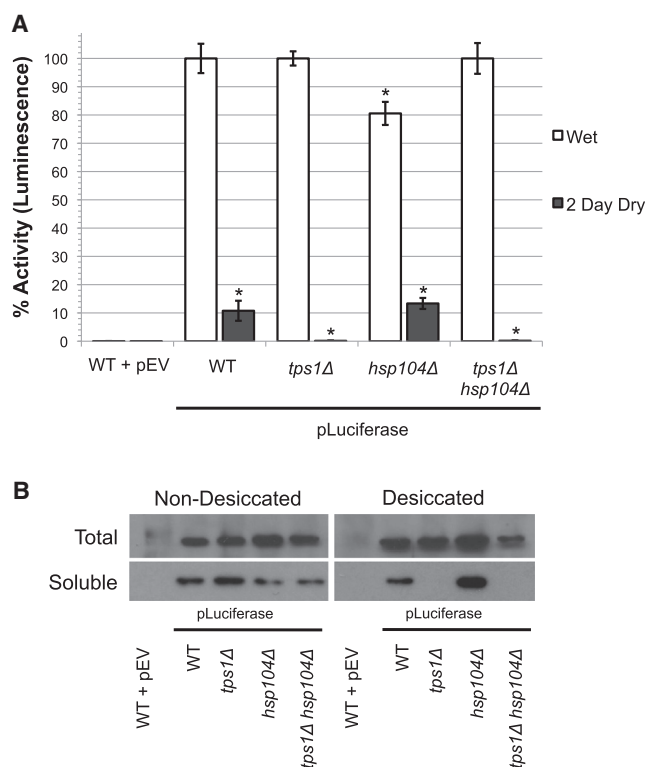 A
% Activity (Luminescence)
100
90
80
70
60
50
40
30
20
10
0
* * * * *
Wet
2 Day Dry
WT + pEV WT tps1Δ hsp104Δ tps1Δ
hsp104Δ
pLuciferase
B
Non-Desiccated Desiccated
Total
Soluble
pLuciferase pLuciferase
WT + pEV
WT
tps1Δ
hsp104Δ
tps1Δ hsp104Δ
WT + pEV
WT
tps1Δ
hsp104Δ
tps1Δ hsp104Δ